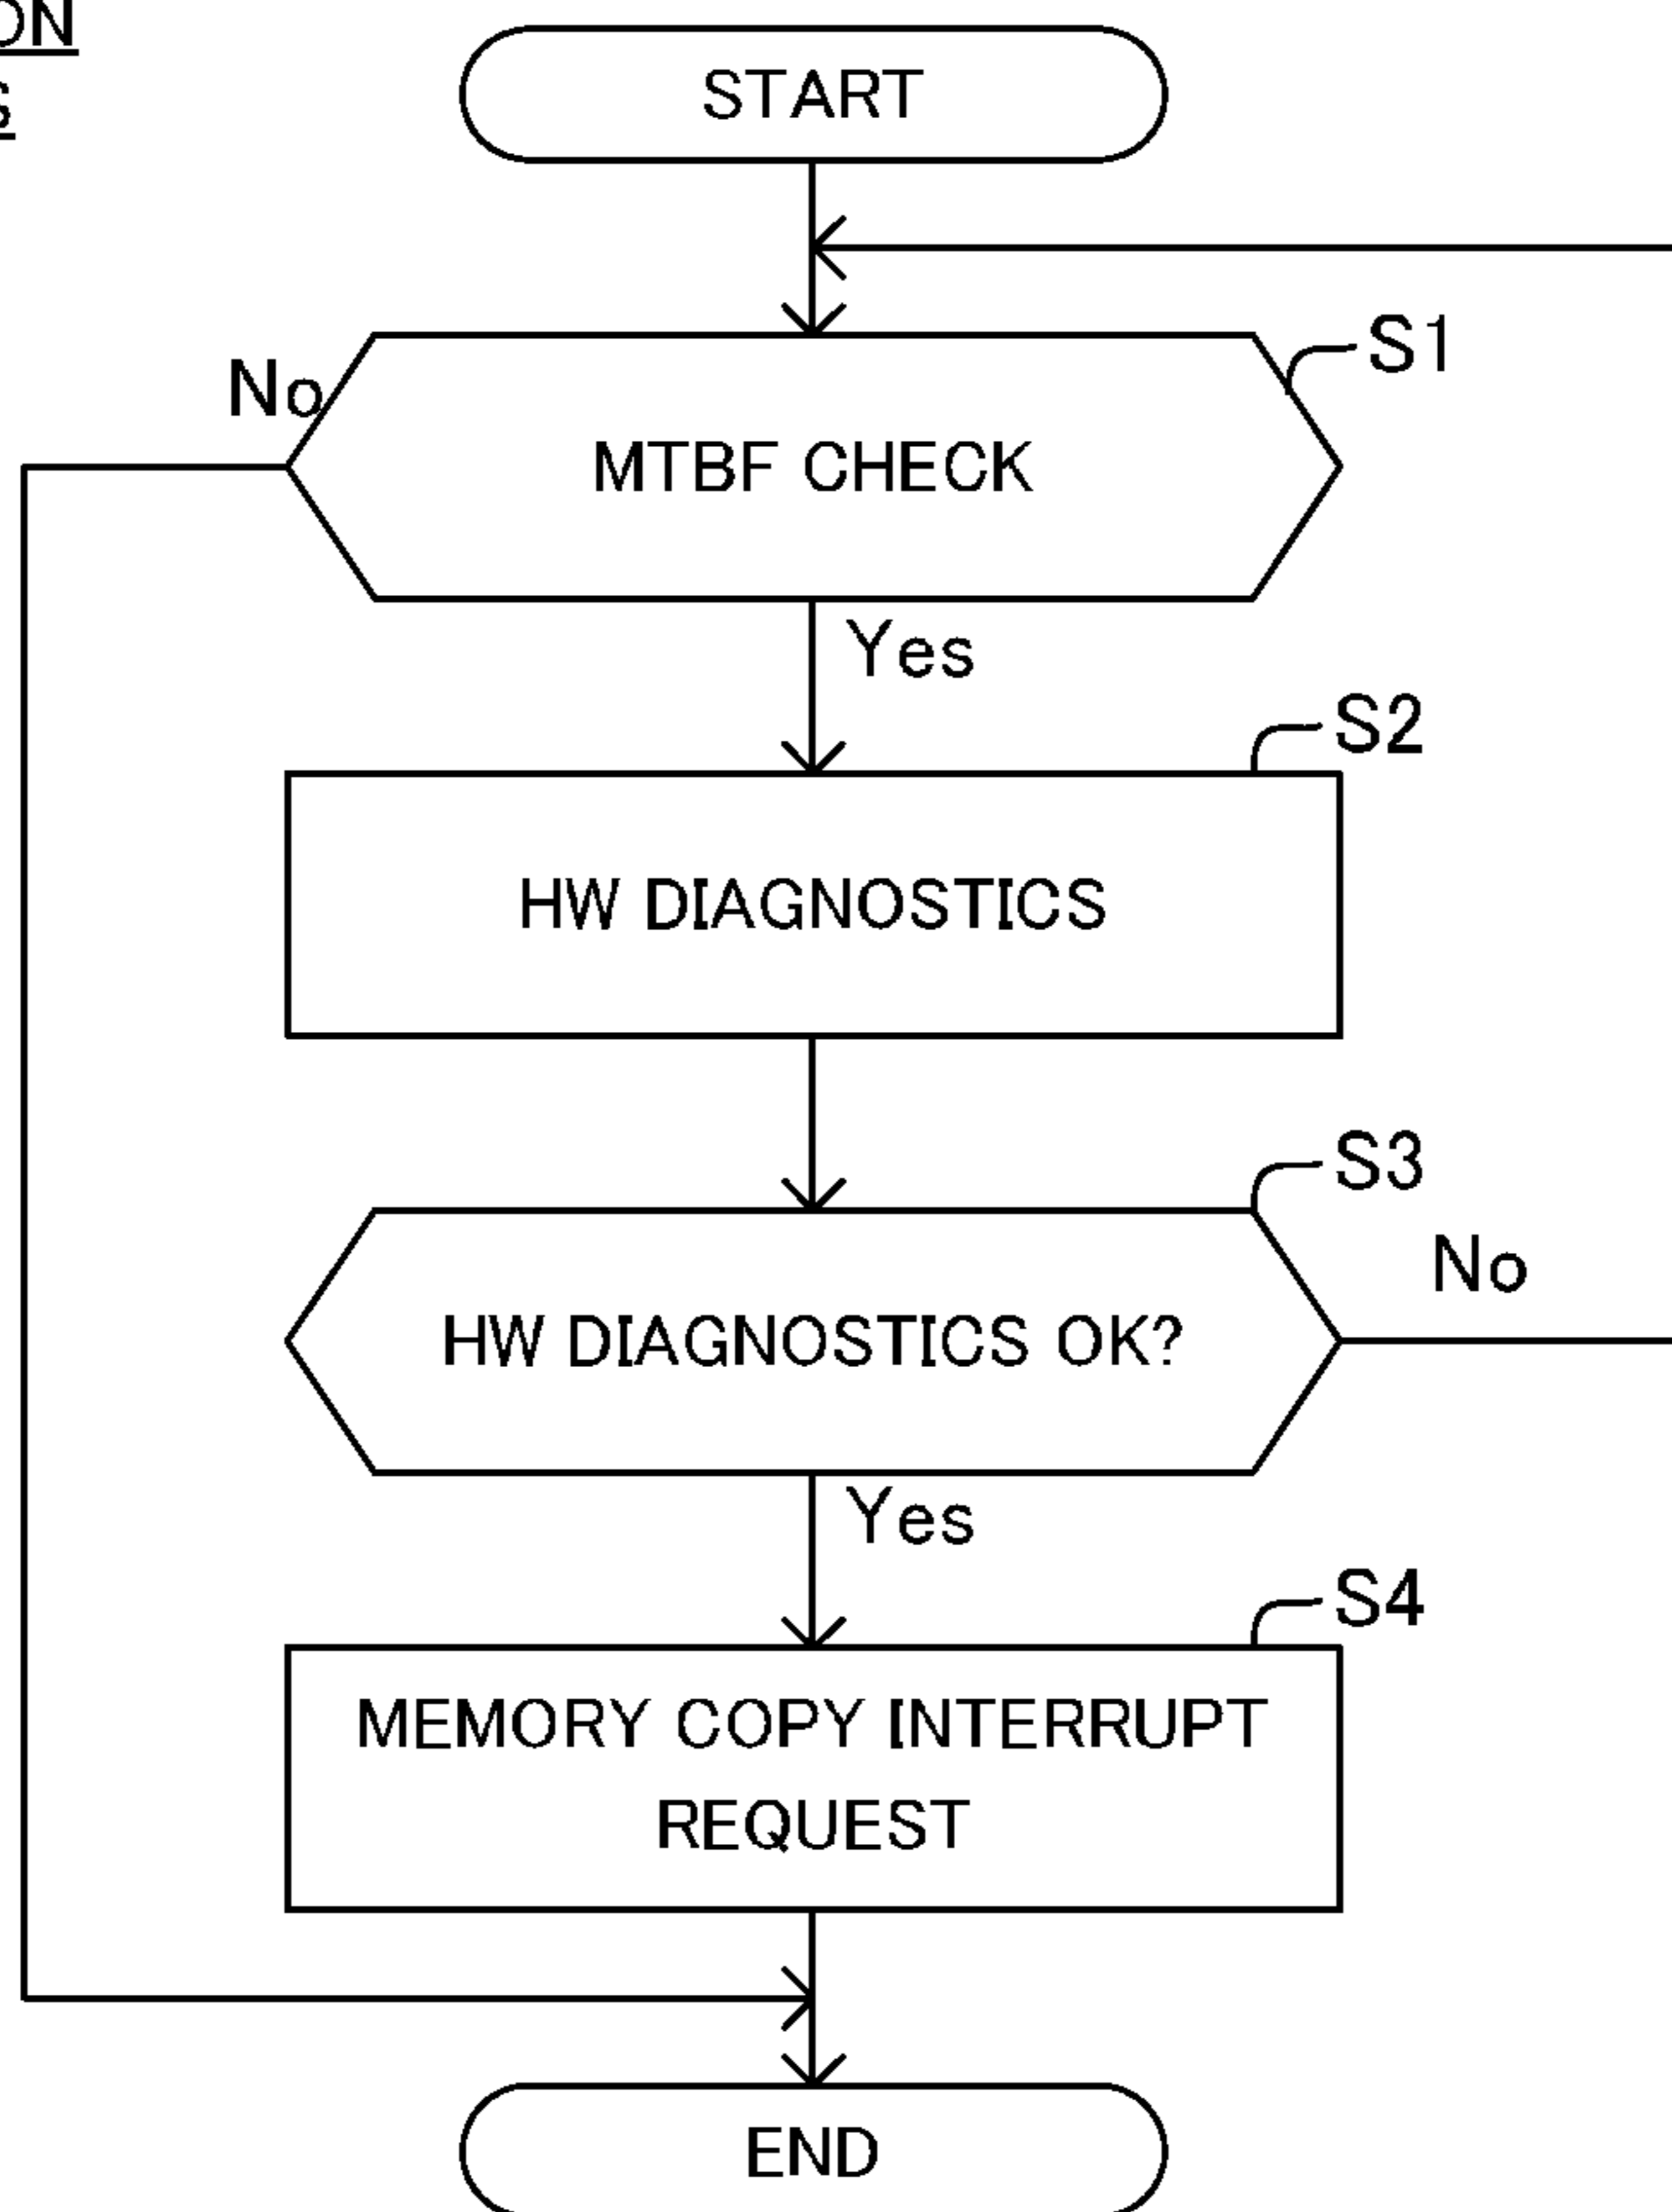 START
S1
No
MTBF CHECK
Yes
S2
HW DIAGNOSTICS
S3
No
HW DIAGNOSTICS OK?
Yes
S4
MEMORY COPY INTERRUPT
REQUEST
END